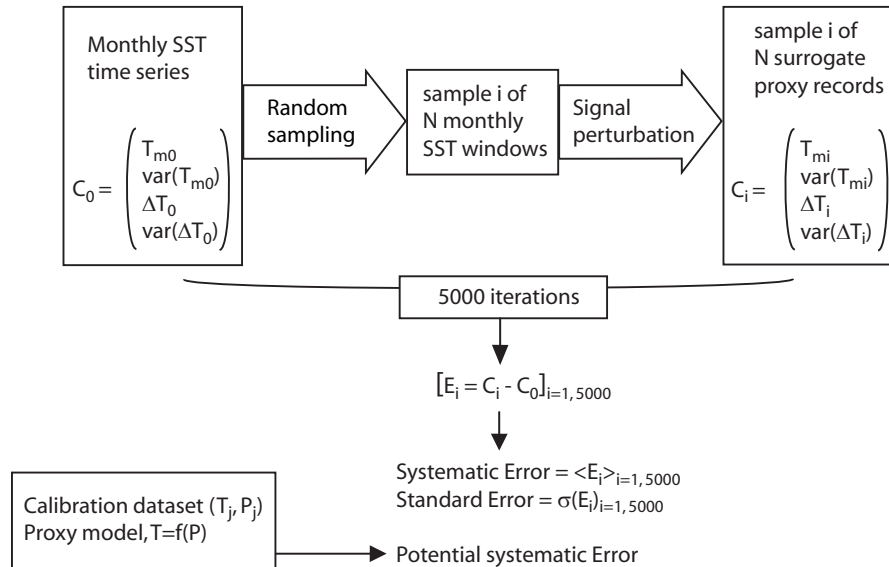 Monthly SST
time series
C₀ =
Tₘ₀
var(Tₘ₀)
ΔT₀
var(ΔT₀)
Random
sampling
sample i of
N monthly
SST windows
Signal
perturbation
sample i of
N surrogate
proxy records
Cᵢ =
Tₘᵢ
var(Tₘᵢ)
ΔTᵢ
var(ΔTᵢ)
5000 iterations
[Eᵢ = Cᵢ - C₀]i=1, 5000
Systematic Error = <Eᵢ>i=1, 5000
Standard Error = σ(Eᵢ)i=1, 5000
Calibration dataset (Tⱼ, Pⱼ)
Proxy model, T=f(P)
Potential systematic Error